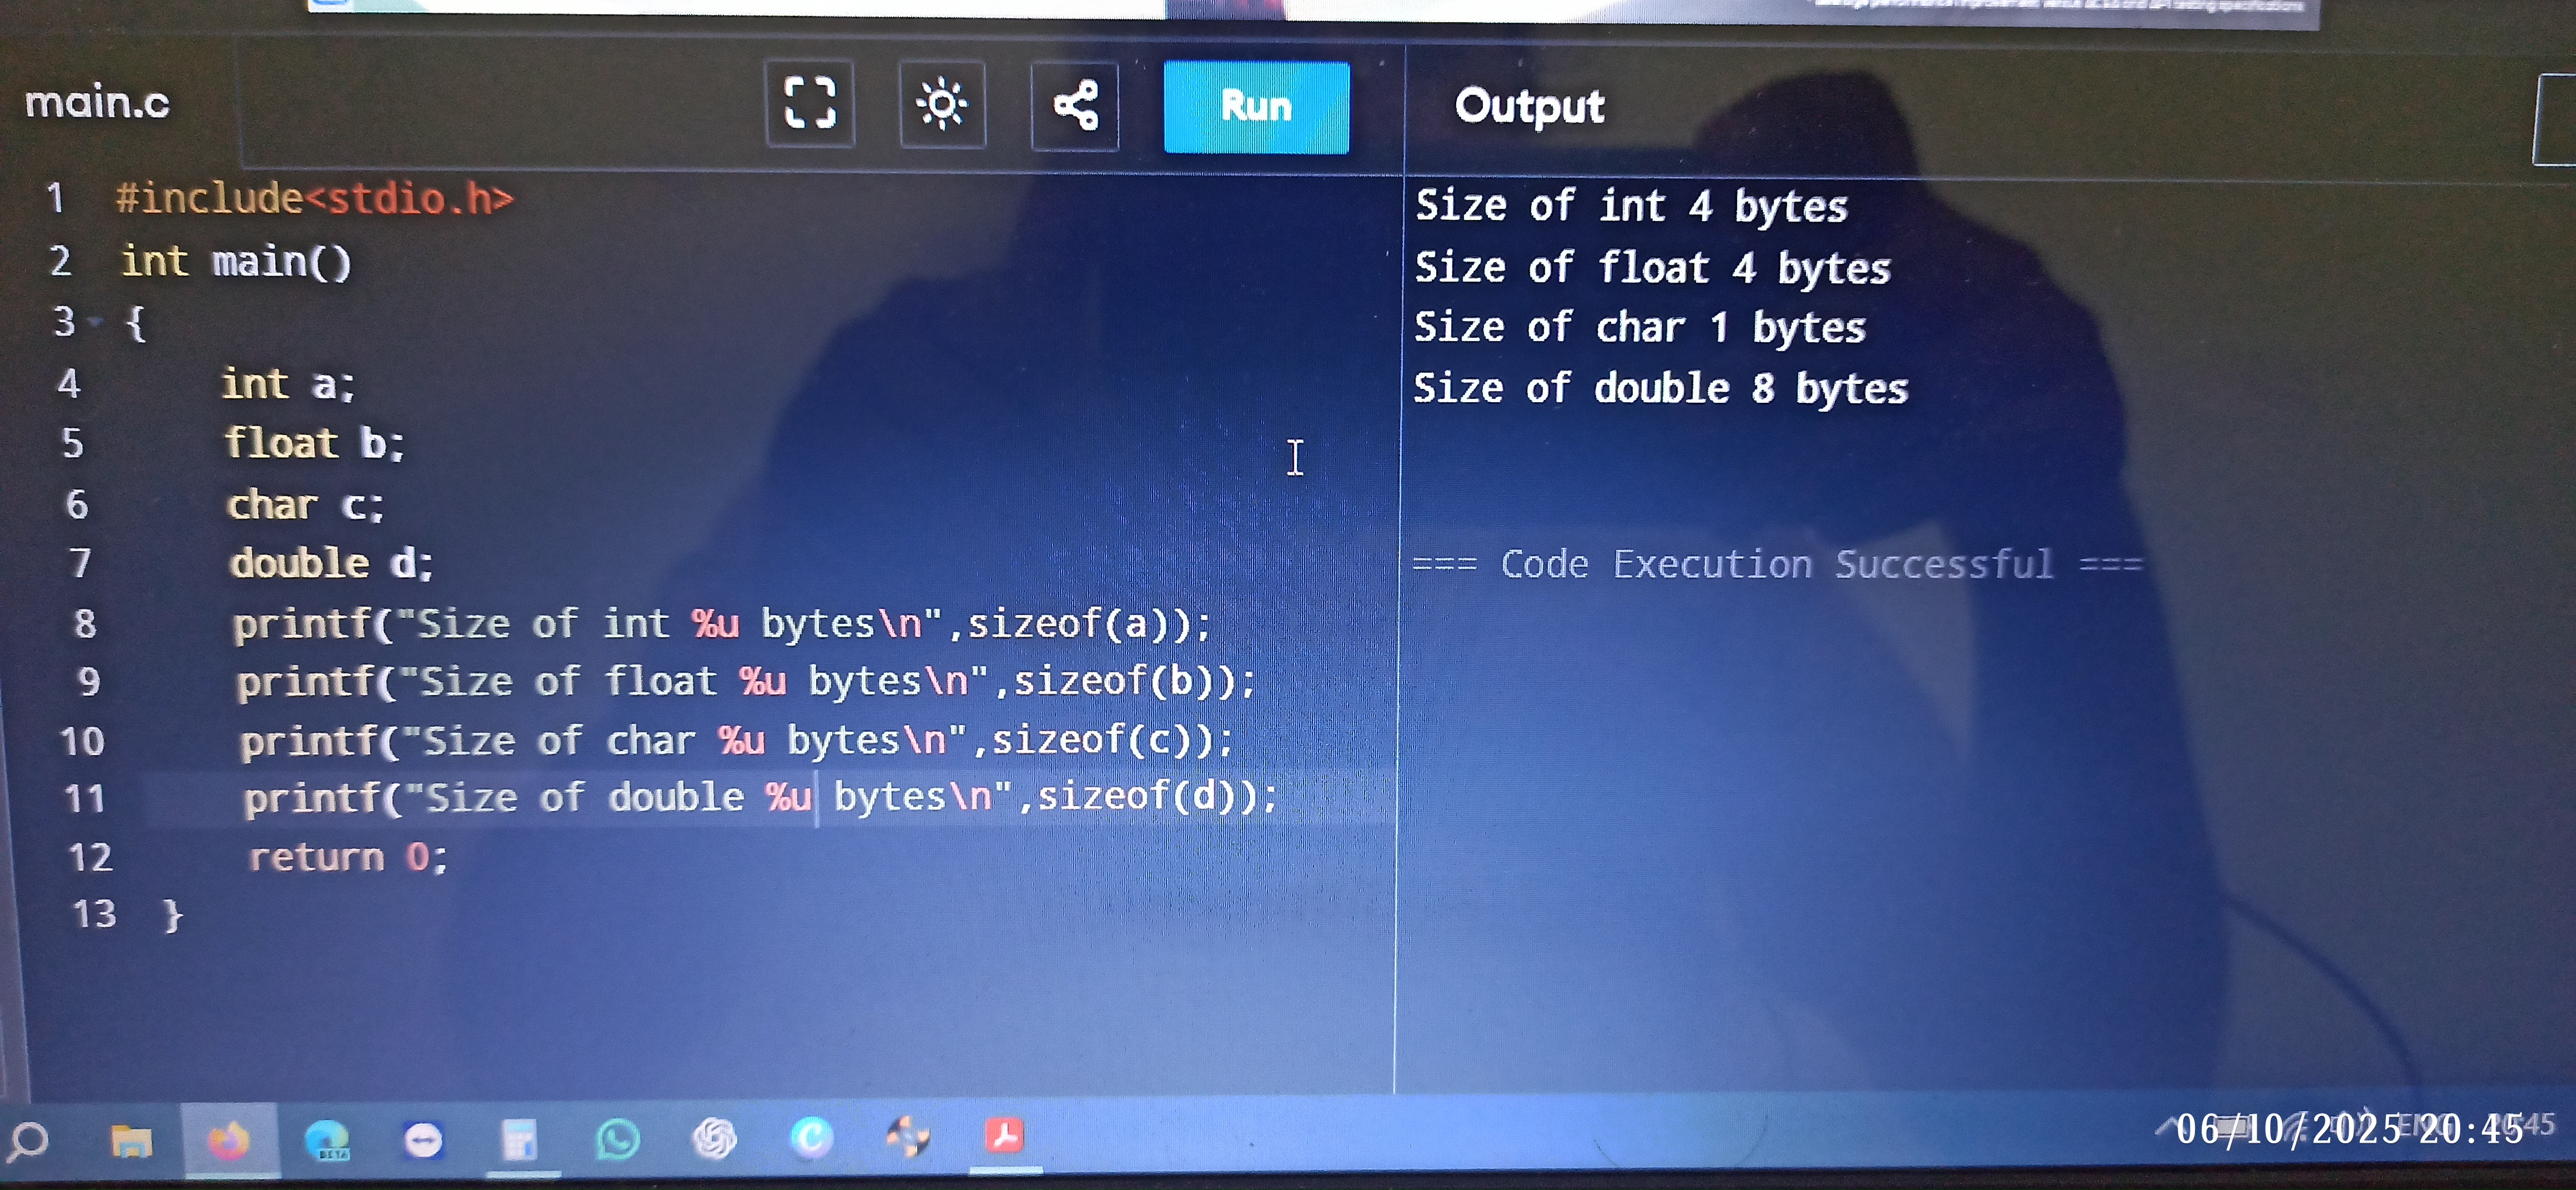 main.c
Run
Output
1 #include<stdio.h>
2 int main()
3 {
4 int a;
5 float b;
6 char c;
7 double d;
8 printf("Size of int %u bytes\n",sizeof(a));
9 printf("Size of float %u bytes\n",sizeof(b));
10 printf("Size of char %u bytes\n",sizeof(c));
11 printf("Size of double %u bytes\n",sizeof(d));
12 return 0;
13 }
Size of int 4 bytes
Size of float 4 bytes
Size of char 1 bytes
Size of double 8 bytes
=== Code Execution Successful ===
BETA
ENG 20:45
06/10/2025 20:45